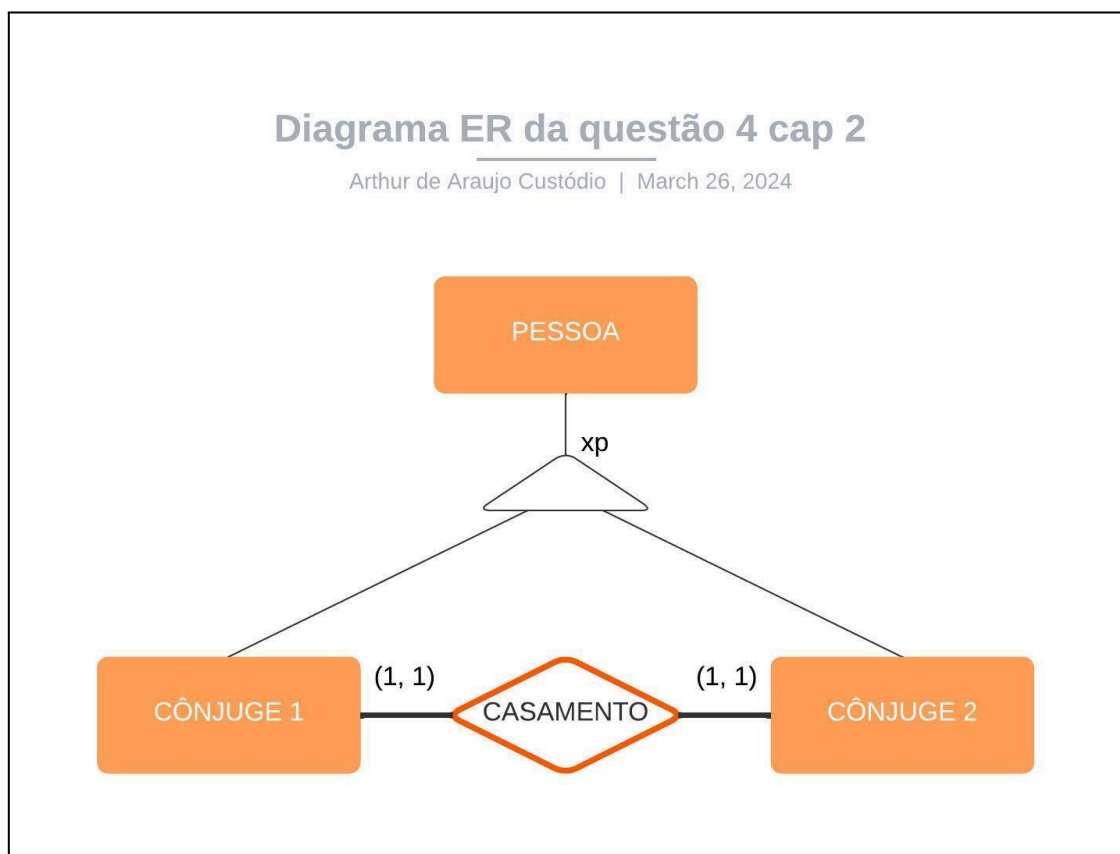 Diagrama ER da questão 4 cap 2
Arthur de Araujo Custódio | March 26, 2024
PESSOA
xp
CÔNJUGE 1
(1, 1)
CASAMENTO
(1, 1)
CÔNJUGE 2